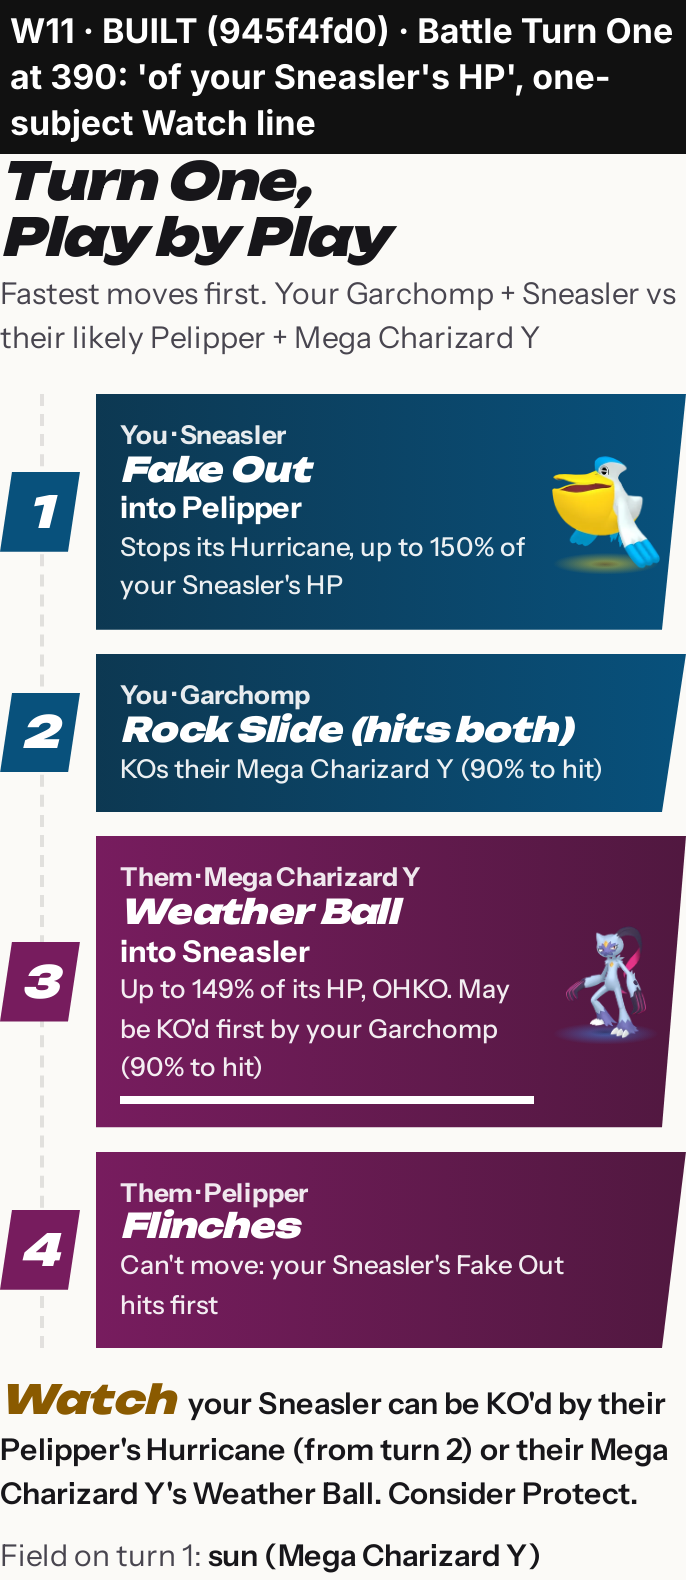 W11 · BUILT (945f4fd0) · Battle Turn One
at 390: 'of your Sneasler's HP', one-
subject Watch line
Turn One,
Play by Play
Fastest moves first. Your Garchomp + Sneasler vs
their likely Pelipper + Mega Charizard Y
1
You · Sneasler
Fake Out
into Pelipper
Stops its Hurricane, up to 150% of
your Sneasler's HP
2
You · Garchomp
Rock Slide (hits both)
KOs their Mega Charizard Y (90% to hit)
3
Them · Mega Charizard Y
Weather Ball
into Sneasler
Up to 149% of its HP, OHKO. May
be KO'd first by your Garchomp
(90% to hit)
4
Them · Pelipper
Flinches
Can't move: your Sneasler's Fake Out
hits first
Watch your Sneasler can be KO'd by their
Pelipper's Hurricane (from turn 2) or their Mega
Charizard Y's Weather Ball. Consider Protect.
Field on turn 1: sun (Mega Charizard Y)